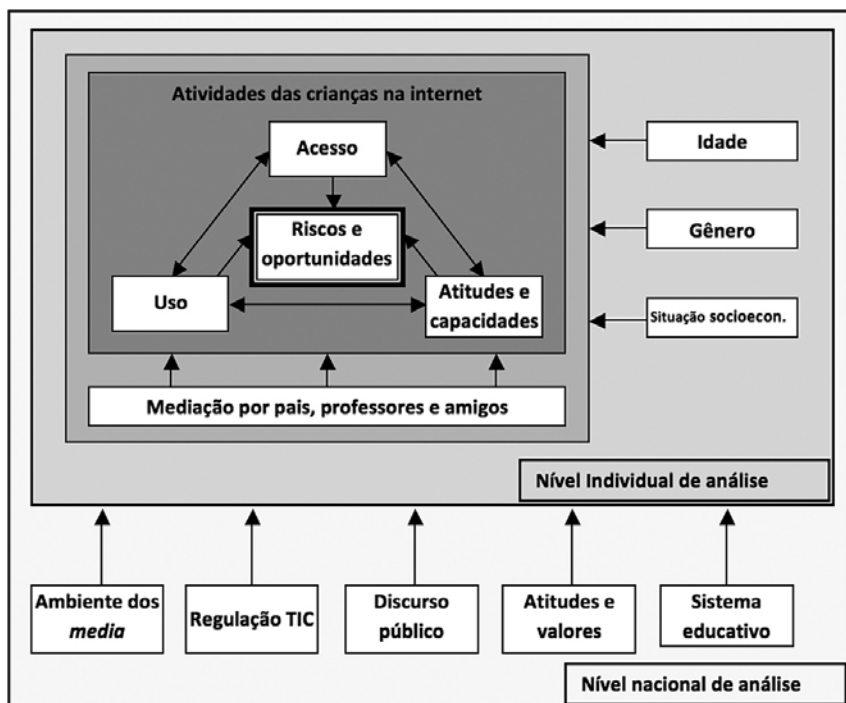 Atividades das crianças na internet
Acesso
Riscos e
oportunidades
Uso
Atitudes e
capacidades
Mediação por pais, professores e amigos
Idade
Gênero
Situação socioecon.
Nível Individual de análise
Ambiente dos
media
Regulação TIC
Discurso
público
Atitudes e
valores
Sistema
educativo
Nível nacional de análise